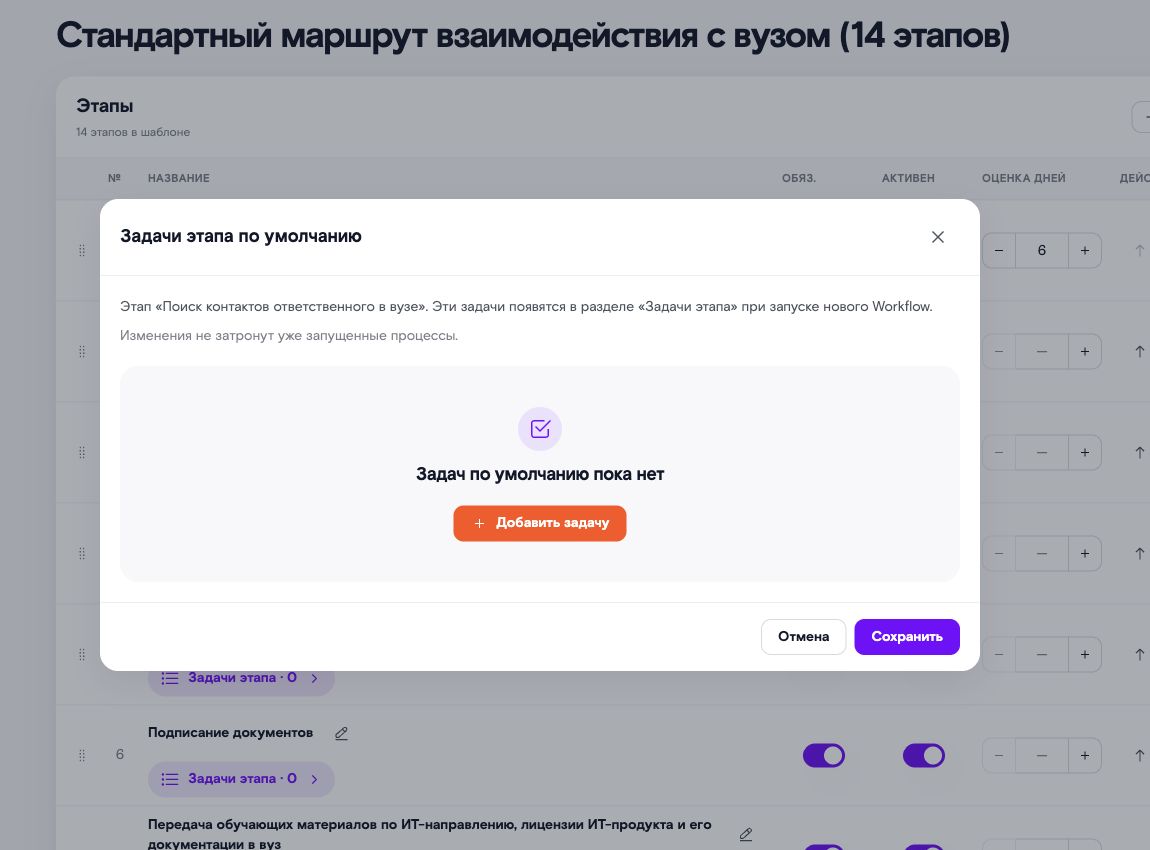 Стандартный маршрут взаимодействия с вузом (14 этапов)
Этапы
14 этапов в шаблоне
№ НАЗВАНИЕ ОБЯЗ. АКТИВЕН ОЦЕНКА ДНЕЙ ДЕЙС
Задачи этапа по умолчанию
− 6 +
Этап «Поиск контактов ответственного в вузе». Эти задачи появятся в разделе «Задачи этапа» при запуске нового Workflow.
Изменения не затронут уже запущенные процессы.
− — +
− — +
Задач по умолчанию пока нет
+ Добавить задачу
− — +
Отмена Сохранить
− — +
Задачи этапа · 0
Подписание документов
6 − — +
Задачи этапа · 0
Передача обучающих материалов по ИТ-направлению, лицензии ИТ-продукта и его
документации в вуз